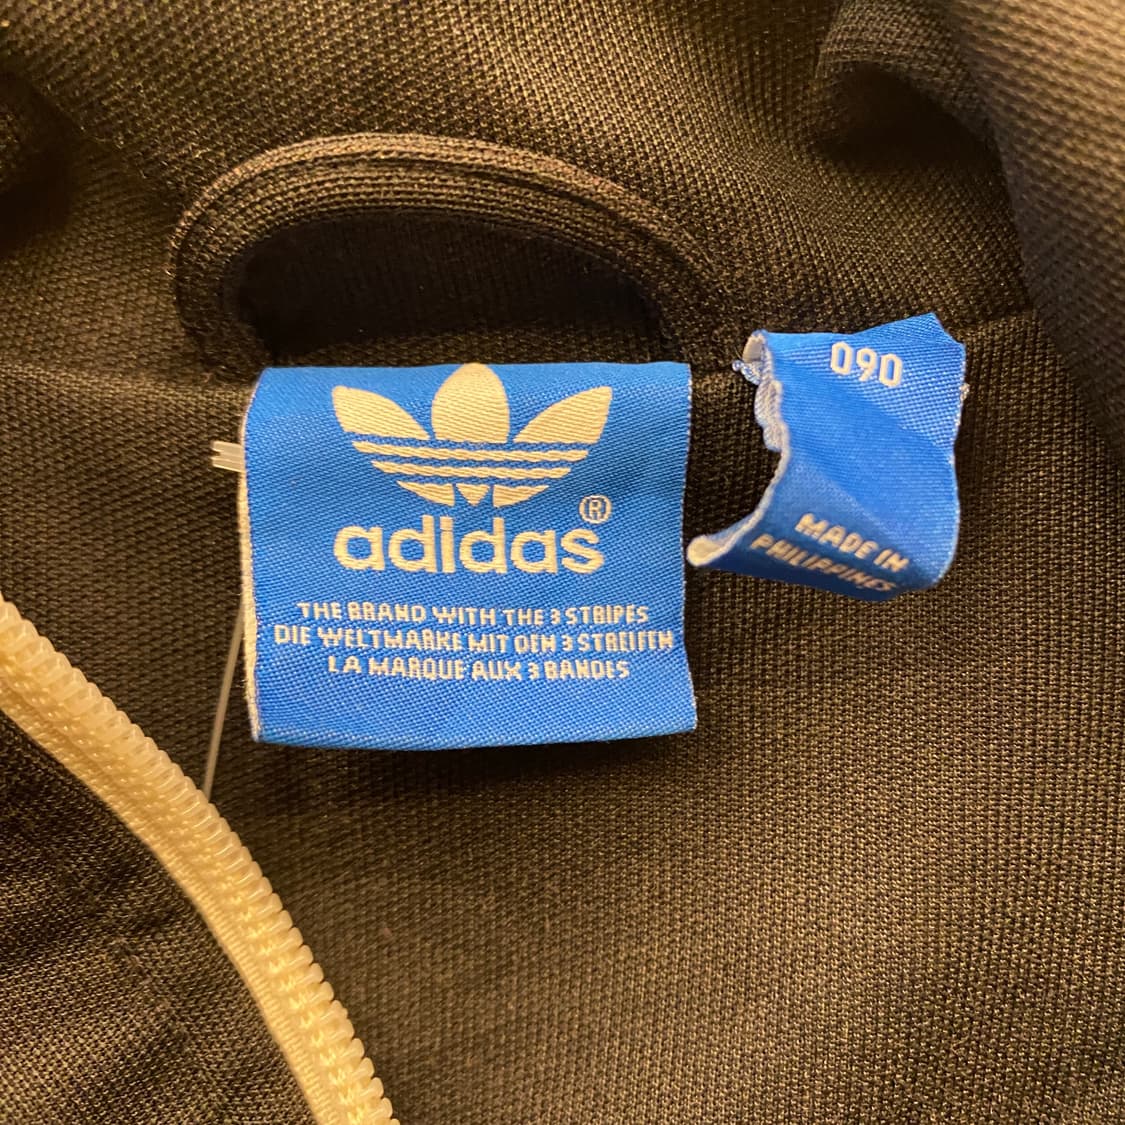 adidas®
THE BRAND WITH THE 3 STRIPES
DIE WELTMARKE MIT DEN 3 STREIFEN
LA MARQUE AUX 3 BANDES
090
MADE IN
PHILIPPINES